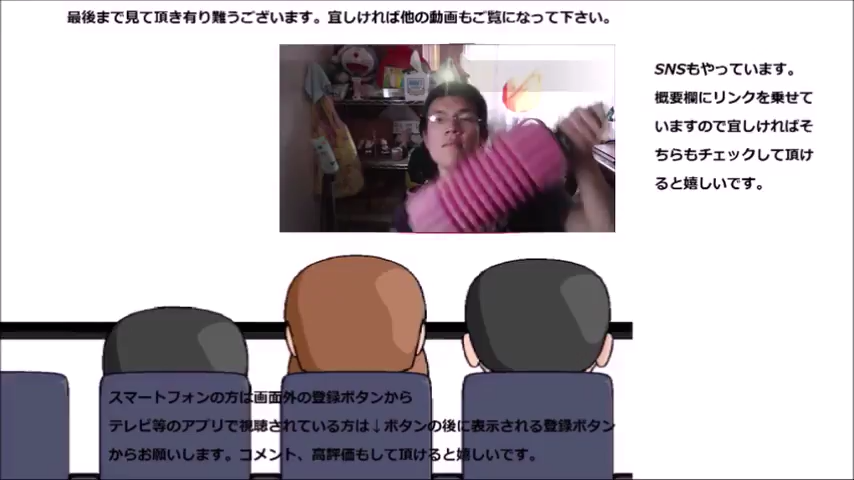 最後まで見て頂き有り難うございます。宜しければ他の動画もご覧になって下さい。
SNSもやっています。
概要欄にリンクを乗せて
いますので宜しければそ
ちらもチェックして頂け
ると嬉しいです。
スマートフォンの方は画面外の登録ボタンから
テレビ等のアプリで視聴されている方は↓ボタンの後に表示される登録ボタン
からお願いします。コメント、高評価もして頂けると嬉しいです。